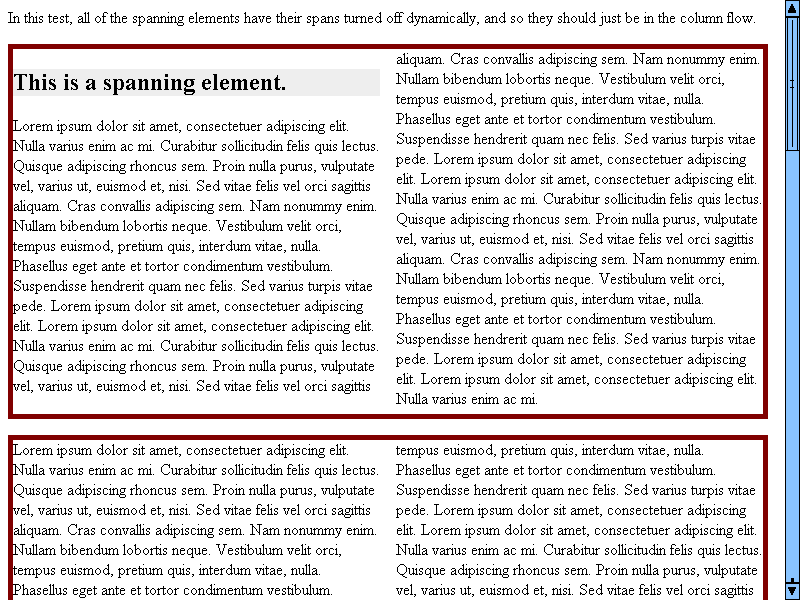 In this test, all of the spanning elements have their spans turned off dynamically, and so they should just be in the column flow.
This is a spanning element.
Lorem ipsum dolor sit amet, consectetuer adipiscing elit.
Nulla varius enim ac mi. Curabitur sollicitudin felis quis lectus.
Quisque adipiscing rhoncus sem. Proin nulla purus, vulputate
vel, varius ut, euismod et, nisi. Sed vitae felis vel orci sagittis
aliquam. Cras convallis adipiscing sem. Nam nonummy enim.
Nullam bibendum lobortis neque. Vestibulum velit orci,
tempus euismod, pretium quis, interdum vitae, nulla.
Phasellus eget ante et tortor condimentum vestibulum.
Suspendisse hendrerit quam nec felis. Sed varius turpis vitae
pede. Lorem ipsum dolor sit amet, consectetuer adipiscing
elit. Lorem ipsum dolor sit amet, consectetuer adipiscing elit.
Nulla varius enim ac mi. Curabitur sollicitudin felis quis lectus.
Quisque adipiscing rhoncus sem. Proin nulla purus, vulputate
vel, varius ut, euismod et, nisi. Sed vitae felis vel orci sagittis
aliquam. Cras convallis adipiscing sem. Nam nonummy enim.
Nullam bibendum lobortis neque. Vestibulum velit orci,
tempus euismod, pretium quis, interdum vitae, nulla.
Phasellus eget ante et tortor condimentum vestibulum.
Suspendisse hendrerit quam nec felis. Sed varius turpis vitae
pede. Lorem ipsum dolor sit amet, consectetuer adipiscing
elit. Lorem ipsum dolor sit amet, consectetuer adipiscing elit.
Nulla varius enim ac mi. Curabitur sollicitudin felis quis lectus.
Quisque adipiscing rhoncus sem. Proin nulla purus, vulputate
vel, varius ut, euismod et, nisi. Sed vitae felis vel orci sagittis
aliquam. Cras convallis adipiscing sem. Nam nonummy enim.
Nullam bibendum lobortis neque. Vestibulum velit orci,
tempus euismod, pretium quis, interdum vitae, nulla.
Phasellus eget ante et tortor condimentum vestibulum.
Suspendisse hendrerit quam nec felis. Sed varius turpis vitae
pede. Lorem ipsum dolor sit amet, consectetuer adipiscing
elit. Lorem ipsum dolor sit amet, consectetuer adipiscing elit.
Nulla varius enim ac mi.
Lorem ipsum dolor sit amet, consectetuer adipiscing elit.
Nulla varius enim ac mi. Curabitur sollicitudin felis quis lectus.
Quisque adipiscing rhoncus sem. Proin nulla purus, vulputate
vel, varius ut, euismod et, nisi. Sed vitae felis vel orci sagittis
aliquam. Cras convallis adipiscing sem. Nam nonummy enim.
Nullam bibendum lobortis neque. Vestibulum velit orci,
tempus euismod, pretium quis, interdum vitae, nulla.
Phasellus eget ante et tortor condimentum vestibulum.
tempus euismod, pretium quis, interdum vitae, nulla.
Phasellus eget ante et tortor condimentum vestibulum.
Suspendisse hendrerit quam nec felis. Sed varius turpis vitae
pede. Lorem ipsum dolor sit amet, consectetuer adipiscing
elit. Lorem ipsum dolor sit amet, consectetuer adipiscing elit.
Nulla varius enim ac mi. Curabitur sollicitudin felis quis lectus.
Quisque adipiscing rhoncus sem. Proin nulla purus, vulputate
vel, varius ut, euismod et, nisi. Sed vitae felis vel orci sagittis